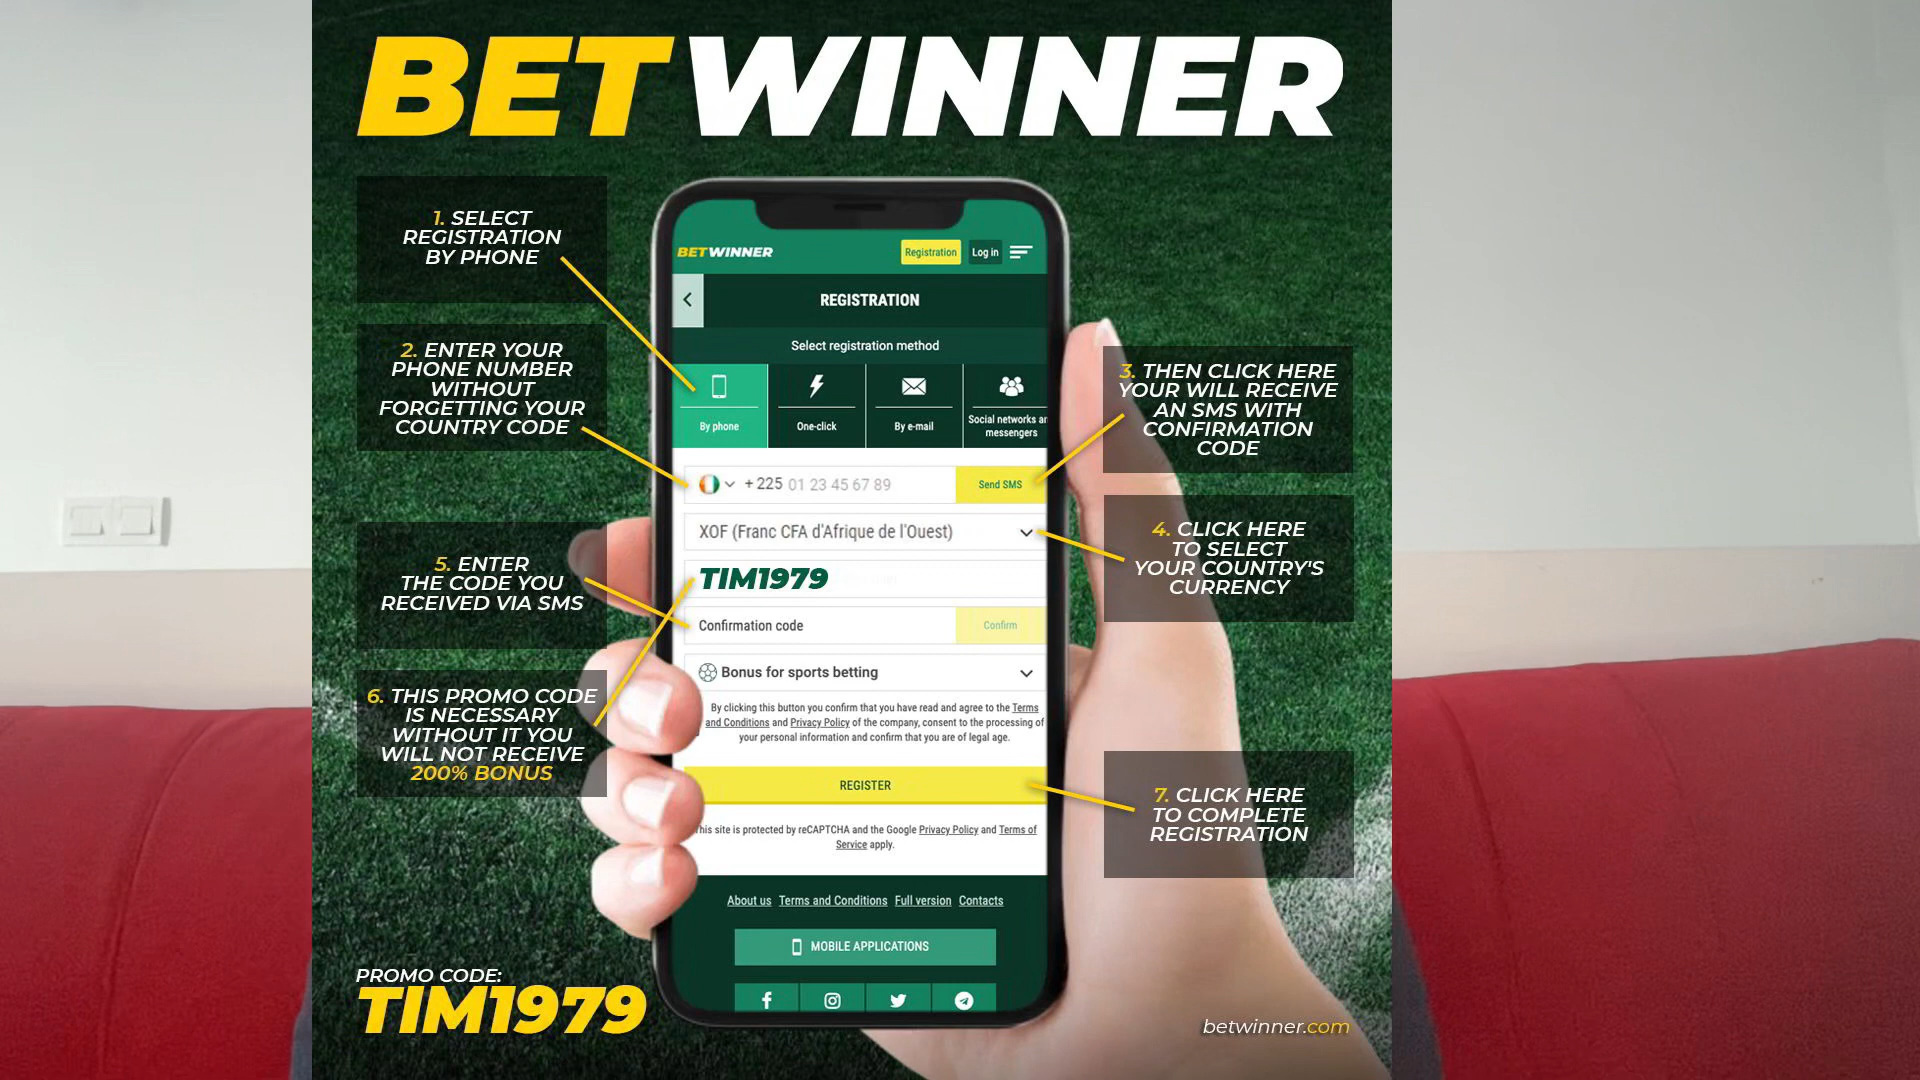 BETWINNER
1. SELECT
REGISTRATION
BY PHONE
2. ENTER YOUR
PHONE NUMBER
WITHOUT
FORGETTING YOUR
COUNTRY CODE
5. ENTER
THE CODE YOU
RECEIVED VIA SMS
6. THIS PROMO CODE
IS NECESSARY
WITHOUT IT YOU
WILL NOT RECEIVE
200% BONUS
BETWINNER
Registration
Log in
REGISTRATION
Select registration method
By phone
One-click
By e-mail
Social networks
messengers
+ 225 01 23 45 67 89
Send SMS
XOF (Franc CFA d'Afrique de l'Ouest)
TIM1979
Confirmation code
Confirm
Bonus for sports betting
By clicking this button you confirm that you have read and agree to the Terms
and Conditions and Privacy Policy of the company, consent to the processing of
your personal information and confirm that you are of legal age.
REGISTER
This site is protected by reCAPTCHA and the Google Privacy Policy and Terms of
Service apply.
About us Terms and Conditions Full version Contacts
MOBILE APPLICATIONS
3. THEN CLICK HERE
YOUR WILL RECEIVE
AN SMS WITH
CONFIRMATION
CODE
4. CLICK HERE
TO SELECT
YOUR COUNTRY'S
CURRENCY
7. CLICK HERE
TO COMPLETE
REGISTRATION
PROMO CODE:
TIM1979
betwinner.com